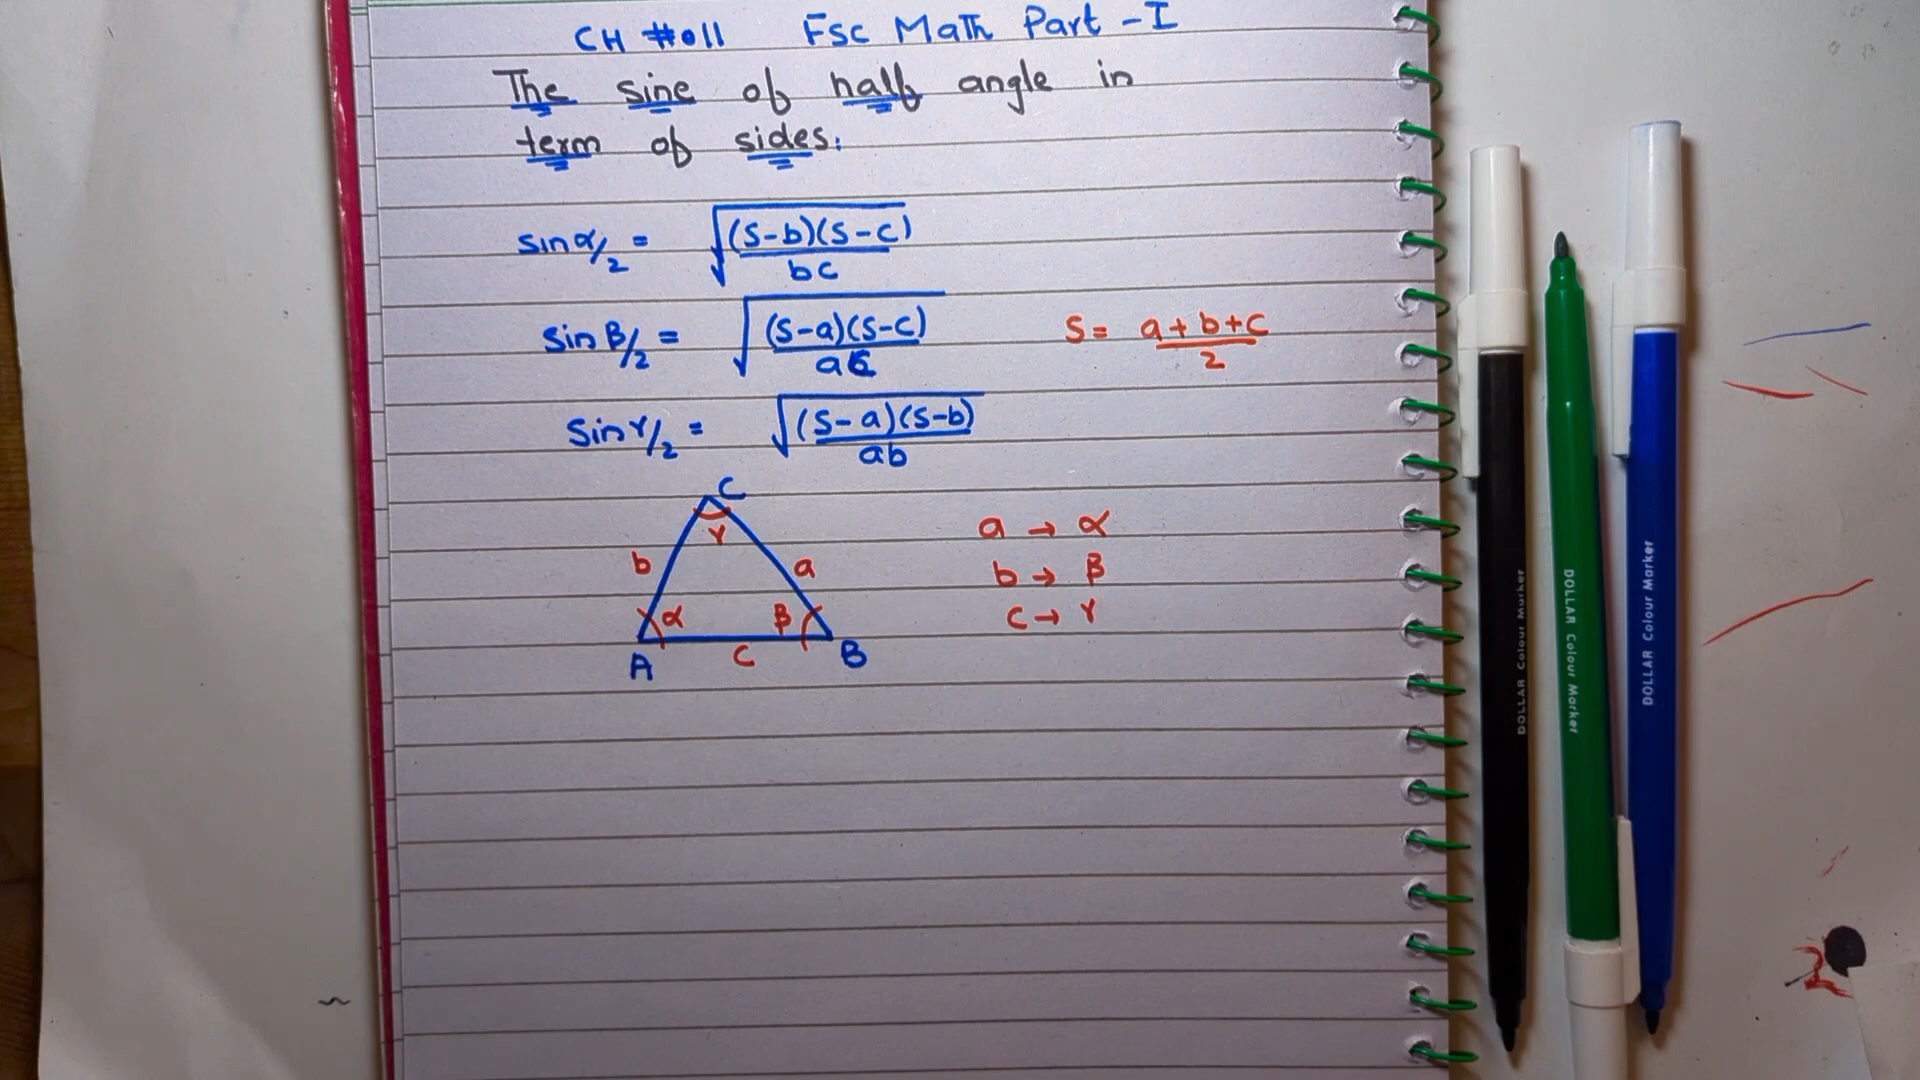 CH #011 Fsc Math Part -I
The sine of half angle in
term of sides:
sin α/2 = √(s-b)(s-c)/bc
sin β/2 = √(s-a)(s-c)/ac
S = a+b+c/2
sin γ/2 = √(s-a)(s-b)/ab
C
γ
b a
α β
A c B
a → α
b → β
c → γ
DOLLAR Colour Marker
DOLLAR Colour Marker
DOLLAR Colour Marker